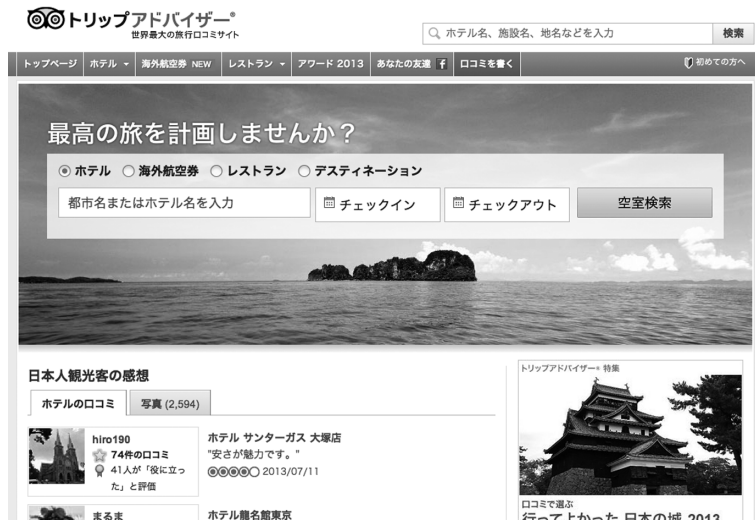 トリップアドバイザー®
世界最大の旅行口コミサイト
ホテル名、施設名、地名などを入力
検索
トップページ
ホテル
海外航空券 NEW
レストラン
アワード 2013
あなたの友達
口コミを書く
初めての方へ
最高の旅を計画しませんか？
ホテル 海外航空券 レストラン デスティネーション
都市名またはホテル名を入力
チェックイン
チェックアウト
空室検索
日本人観光客の感想
ホテルの口コミ
写真 (2,594)
hiro190
74件の口コミ
41人が「役に立っ
た」と評価
ホテル サンターガス 大塚店
"安さが魅力です。"
2013/07/11
まるま
ホテル龍名館東京
トリップアドバイザー® 特集
口コミで選ぶ
行ってよかった 日本の城 2013